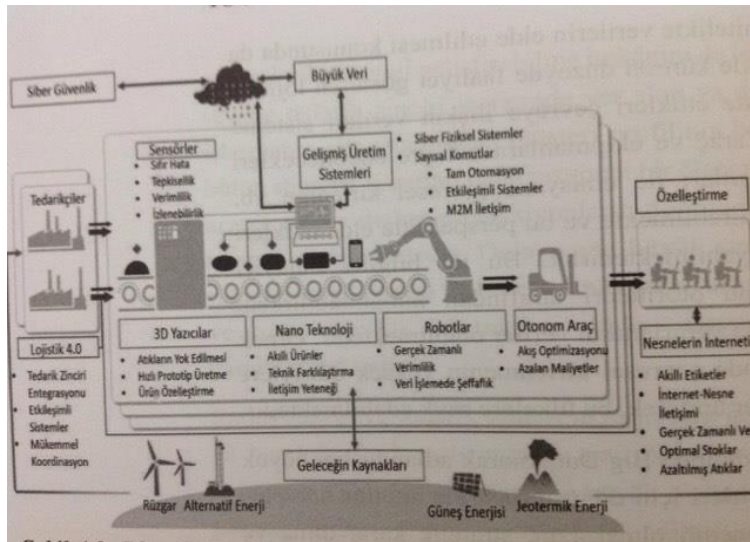 Siber Güvenlik
Büyük Veri
Sensörler
• Sıfır Hata
• Tepkisellik
• Verimlilik
• İzlenebilirlik
Gelişmiş Üretim
Sistemleri
• Siber Fiziksel Sistemler
• Sayısal Komutlar
• Tam Otomasyon
• Etkileşimli Sistemler
• M2M İletişim
Tedarikçiler
Özelleştirme
Lojistik 4.0
• Tedarik Zinciri
Entegrasyonu
• Etkileşimli
Sistemler
• Mükemmel
Koordinasyon
3D Yazıcılar
• Atıkların Yok Edilmesi
• Hızlı Prototip Üretme
• Ürün Özelleştirme
Nano Teknoloji
• Akıllı Ürünler
• Teknik Farklılaştırma
• İletişim Yeteneği
Robotlar
• Gerçek Zamanlı
Verimlilik
• Veri İşlemede Şeffaflık
Otonom Araç
• Akış Optimizasyonu
• Azalan Maliyetler
Nesnelerin İnterneti
• Akıllı Etiketler
• İnternet-Nesne
İletişimi
• Gerçek Zamanlı Ve
Optimal Stoklar
• Azaltılmış Atıklar
Geleceğin Kaynakları
Rüzgar
Alternatif Enerji
Güneş Enerjisi
Jeotermik Enerji